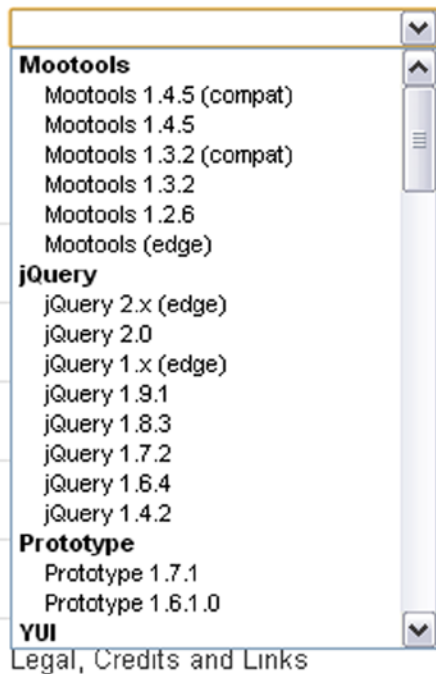 Mootools
Mootools 1.4.5 (compat)
Mootools 1.4.5
Mootools 1.3.2 (compat)
Mootools 1.3.2
Mootools 1.2.6
Mootools (edge)
jQuery
jQuery 2.x (edge)
jQuery 2.0
jQuery 1.x (edge)
jQuery 1.9.1
jQuery 1.8.3
jQuery 1.7.2
jQuery 1.6.4
jQuery 1.4.2
Prototype
Prototype 1.7.1
Prototype 1.6.1.0
YUI
Legal, Credits and Links